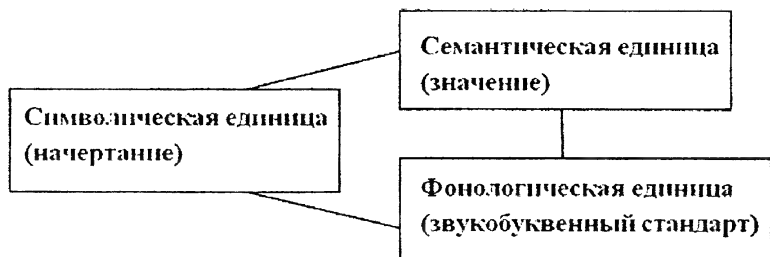 Семантическая единица
(значение)
Символическая единица
(начертание)
Фонологическая единица
(звукобуквенный стандарт)